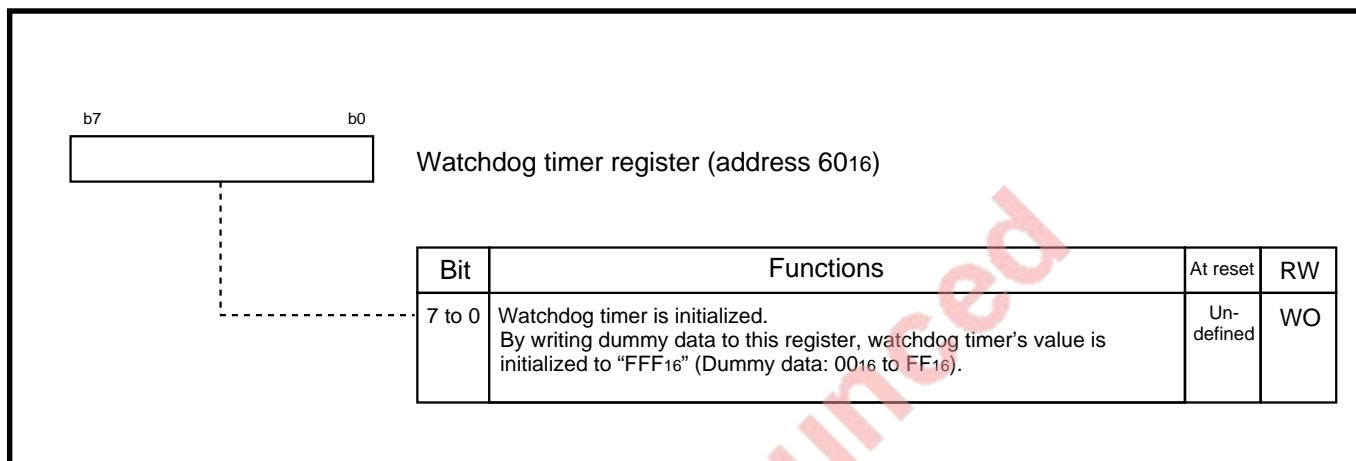 b7 b0
Watchdog timer register (address 6016)
Bit Functions At reset RW
7 to 0 Watchdog timer is initialized. Un- WO
By writing dummy data to this register, watchdog timer’s value is defined
initialized to “FFF16” (Dummy data: 0016 to FF16).
unced